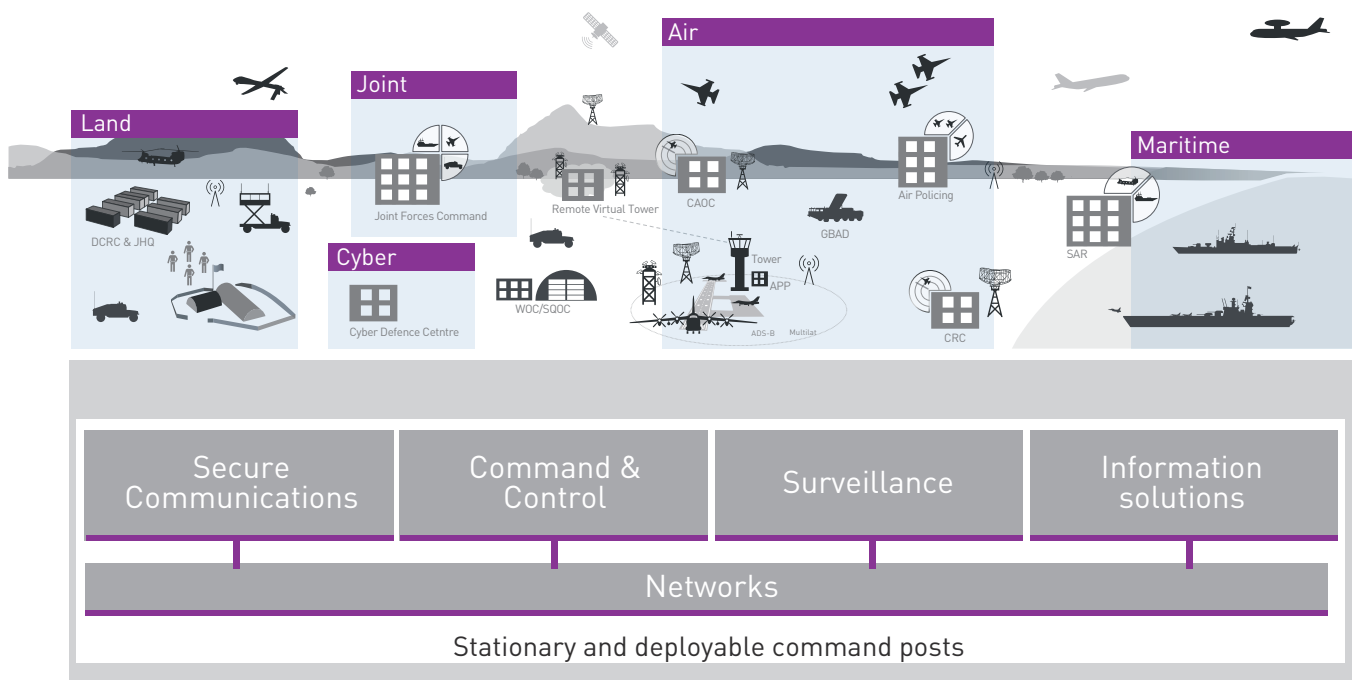 Air
Joint
Land
Maritime
Joint Forces Command
Remote Virtual Tower
CAOC
Air Policing
DCRC & JHQ
GBAD
SAR
Cyber
Tower
APP
WOC/SQOC
Cyber Defence Cetntre
ADS-B
Multilat
CRC
Secure
Communications
Command &
Control
Surveillance
Information
solutions
Networks
Stationary and deployable command posts